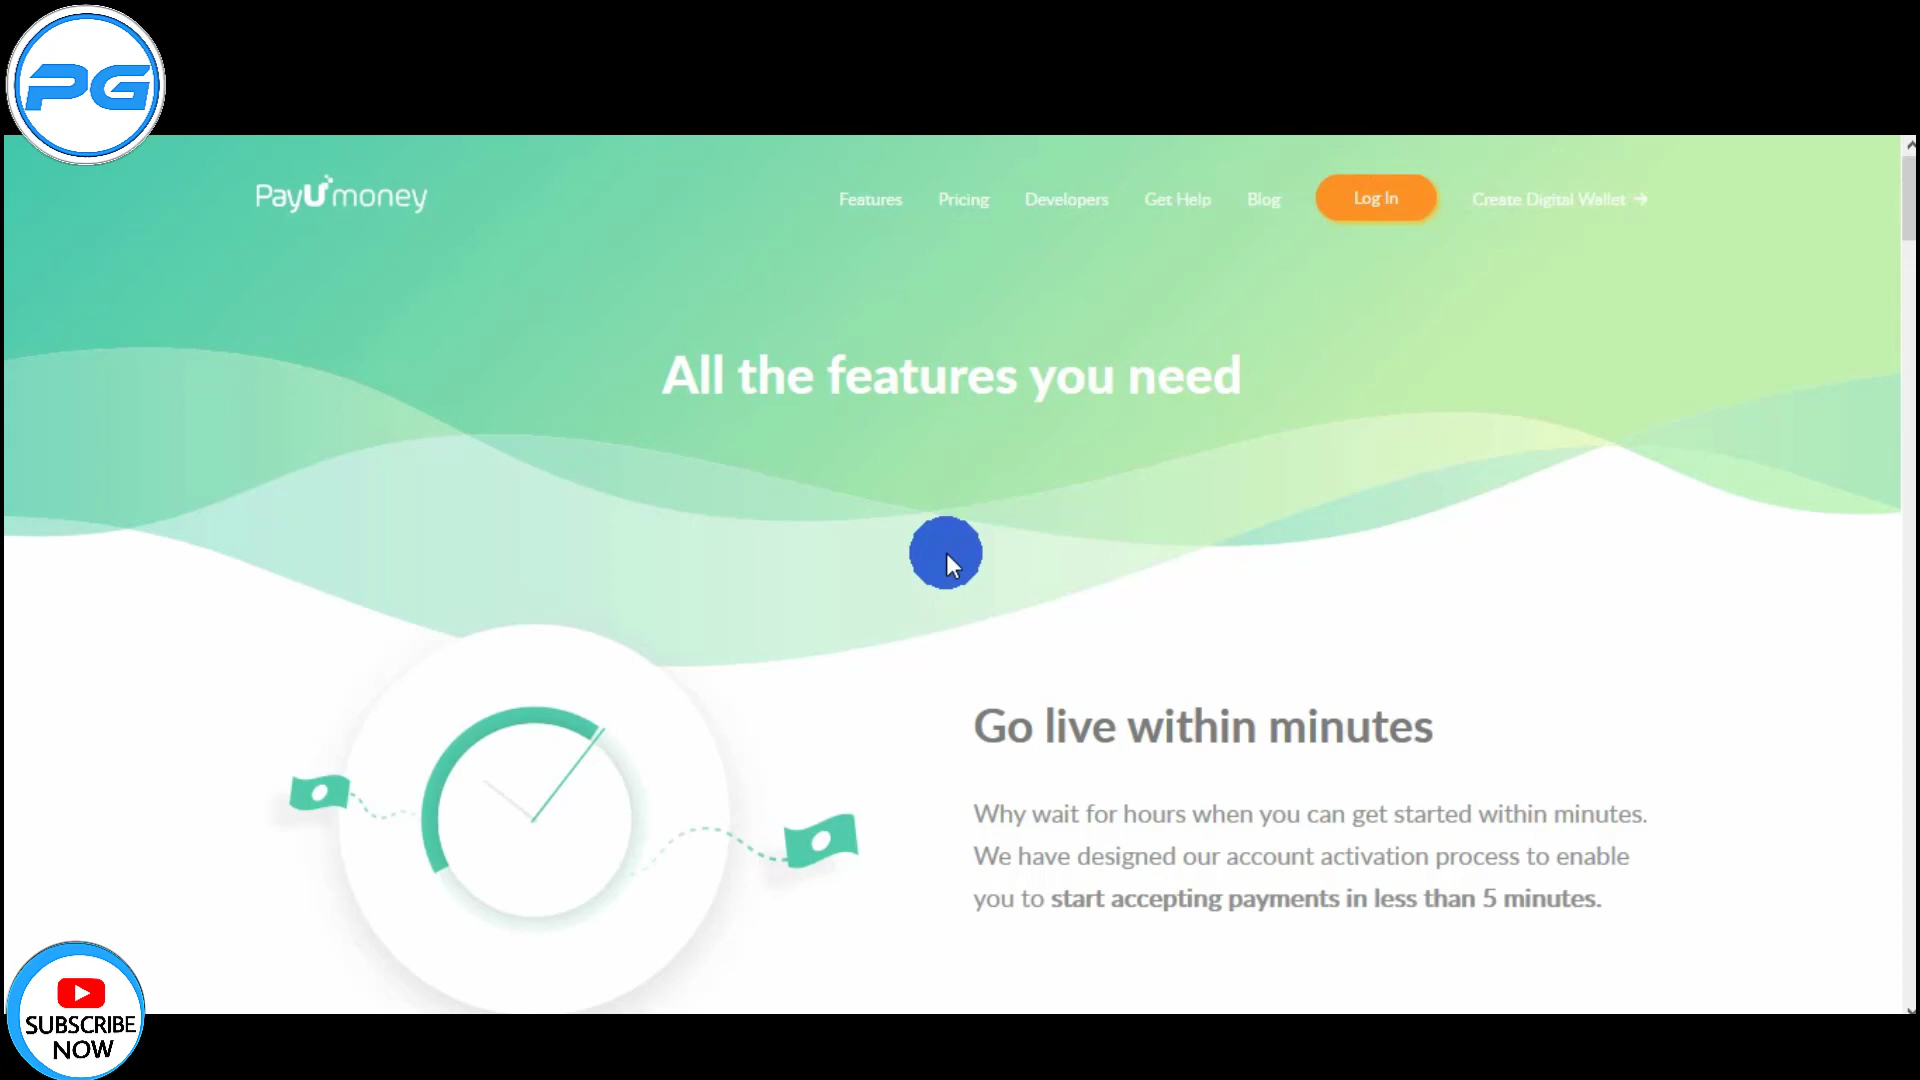 PG
PayUmoney
Features Pricing Developers Get Help Blog Log In Create Digital Wallet →
All the features you need
Go live within minutes
Why wait for hours when you can get started within minutes.
We have designed our account activation process to enable
you to start accepting payments in less than 5 minutes.
SUBSCRIBE
NOW